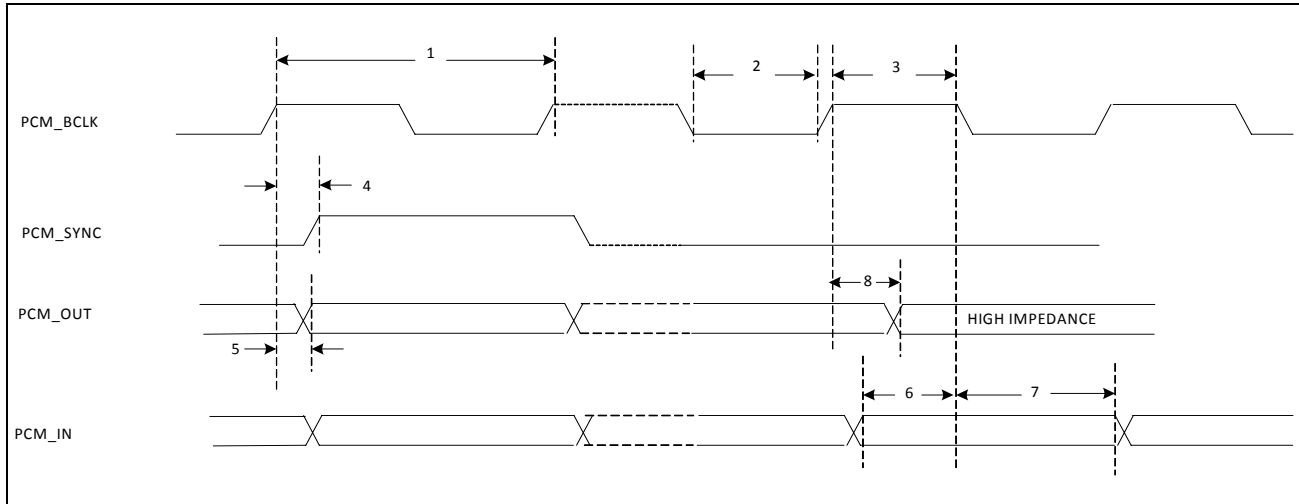 1
2
3
PCM_BCLK
4
PCM_SYNC
8
PCM_OUT
HIGH IMPEDANCE
5
6
7
PCM_IN